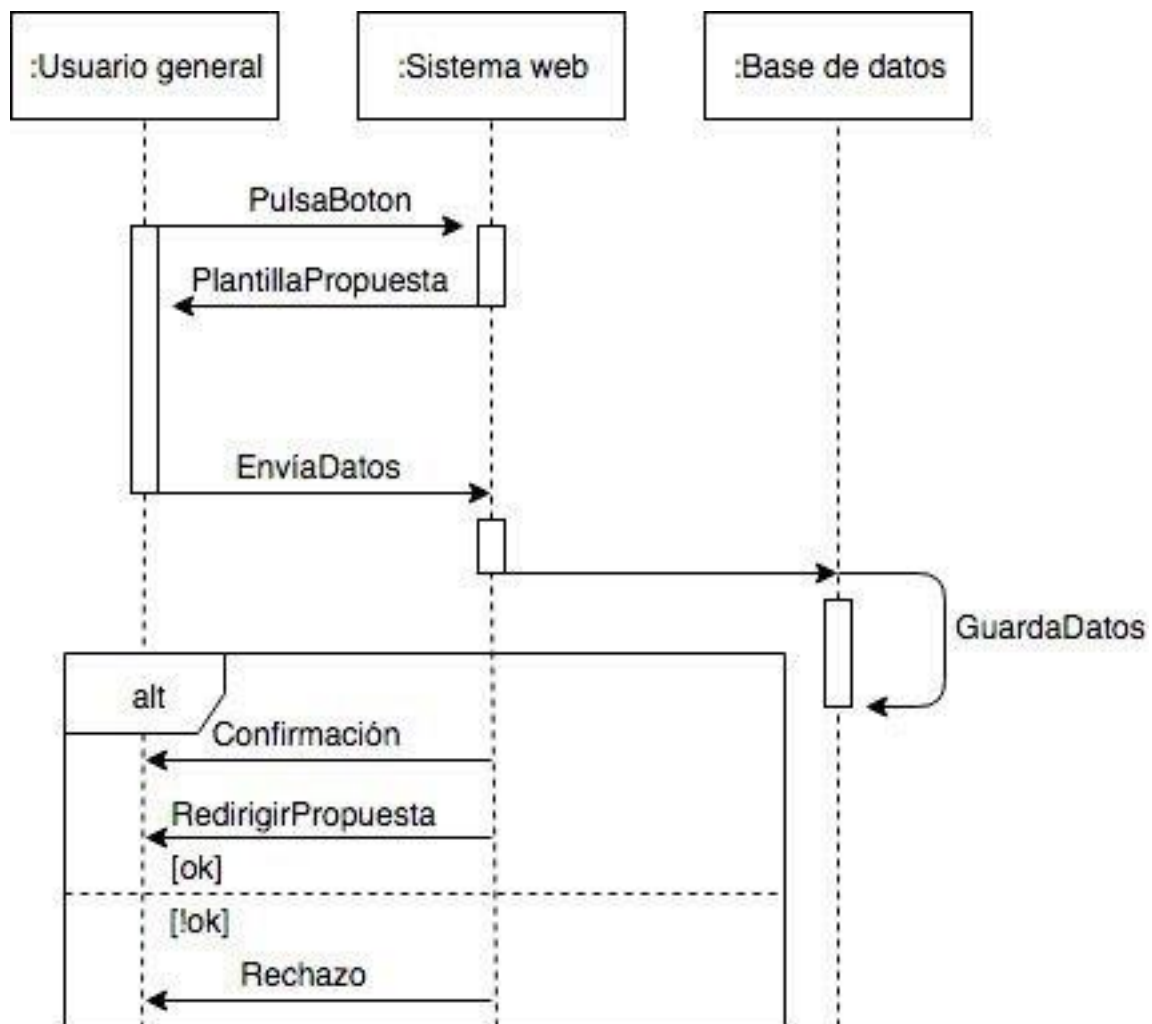 :Usuario general
:Sistema web
:Base de datos
PulsaBoton
PlantillaPropuesta
EnvíaDatos
GuardaDatos
alt
Confirmación
RedirigirPropuesta
[ok]
[!ok]
Rechazo